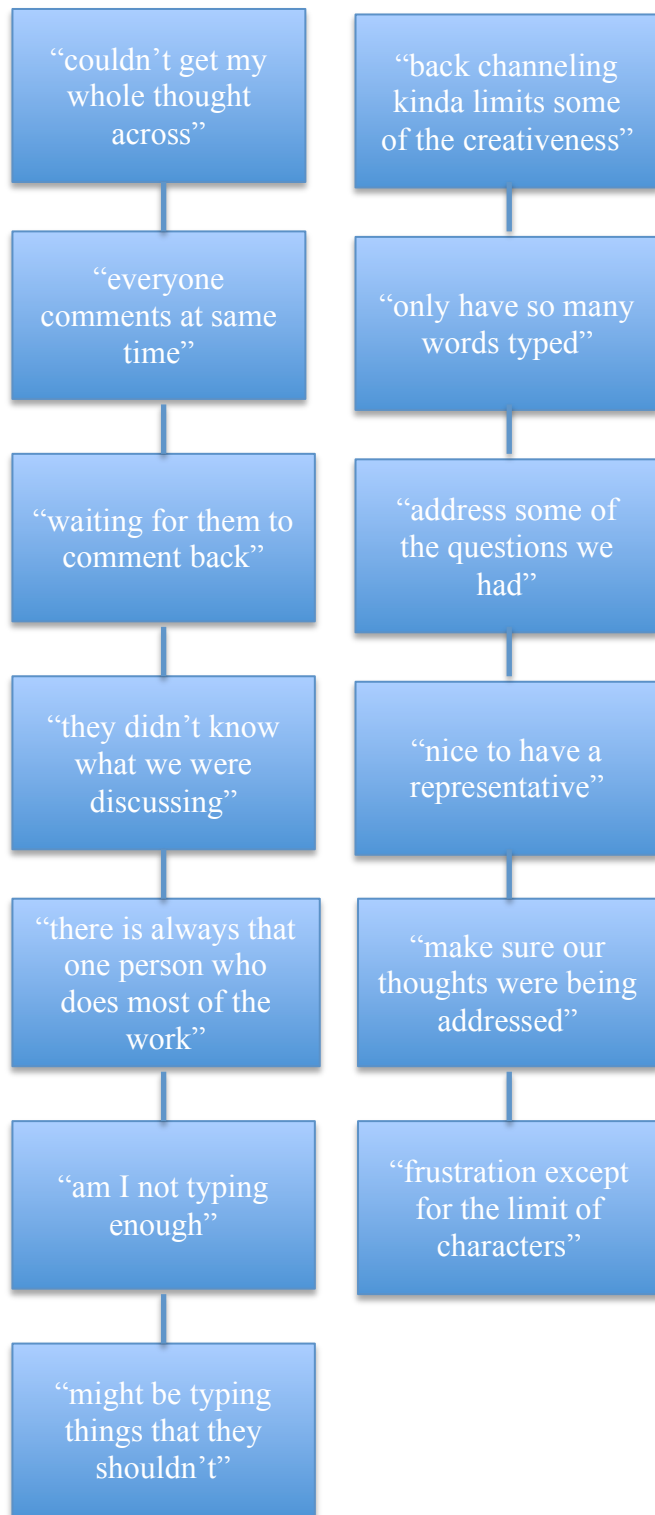 “couldn’t get my
whole thought
across”
“everyone
comments at same
time”
“waiting for them to
comment back”
“they didn’t know
what we were
discussing”
“there is always that
one person who
does most of the
work”
“am I not typing
enough”
“might be typing
things that they
shouldn’t”
“back channeling
kinda limits some
of the creativeness”
“only have so many
words typed”
“address some of
the questions we
had”
“nice to have a
representative”
“make sure our
thoughts were being
addressed”
“frustration except
for the limit of
characters”